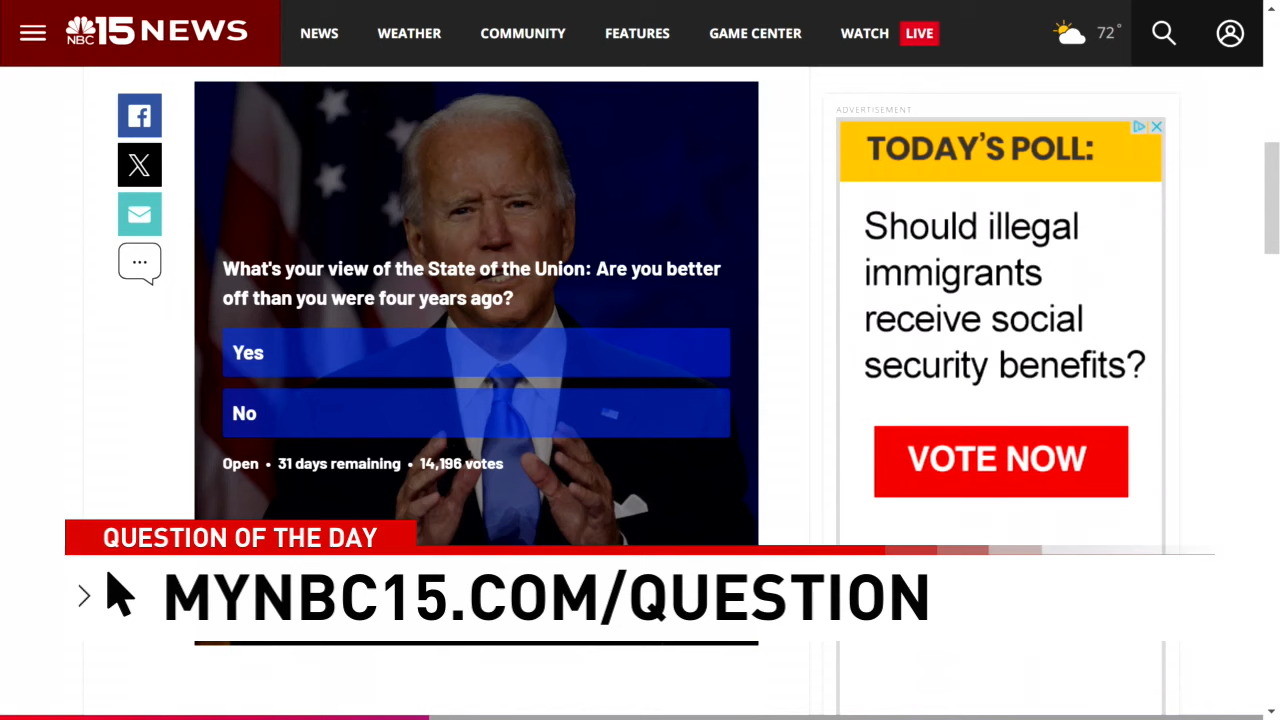 NBC 15 NEWS
NEWS WEATHER COMMUNITY FEATURES GAME CENTER WATCH LIVE
72°
What's your view of the State of the Union: Are you better
off than you were four years ago?
Yes
No
Open • 31 days remaining • 14,196 votes
ADVERTISEMENT
TODAY'S POLL:
Should illegal
immigrants
receive social
security benefits?
VOTE NOW
QUESTION OF THE DAY
MYNBC15.COM/QUESTION